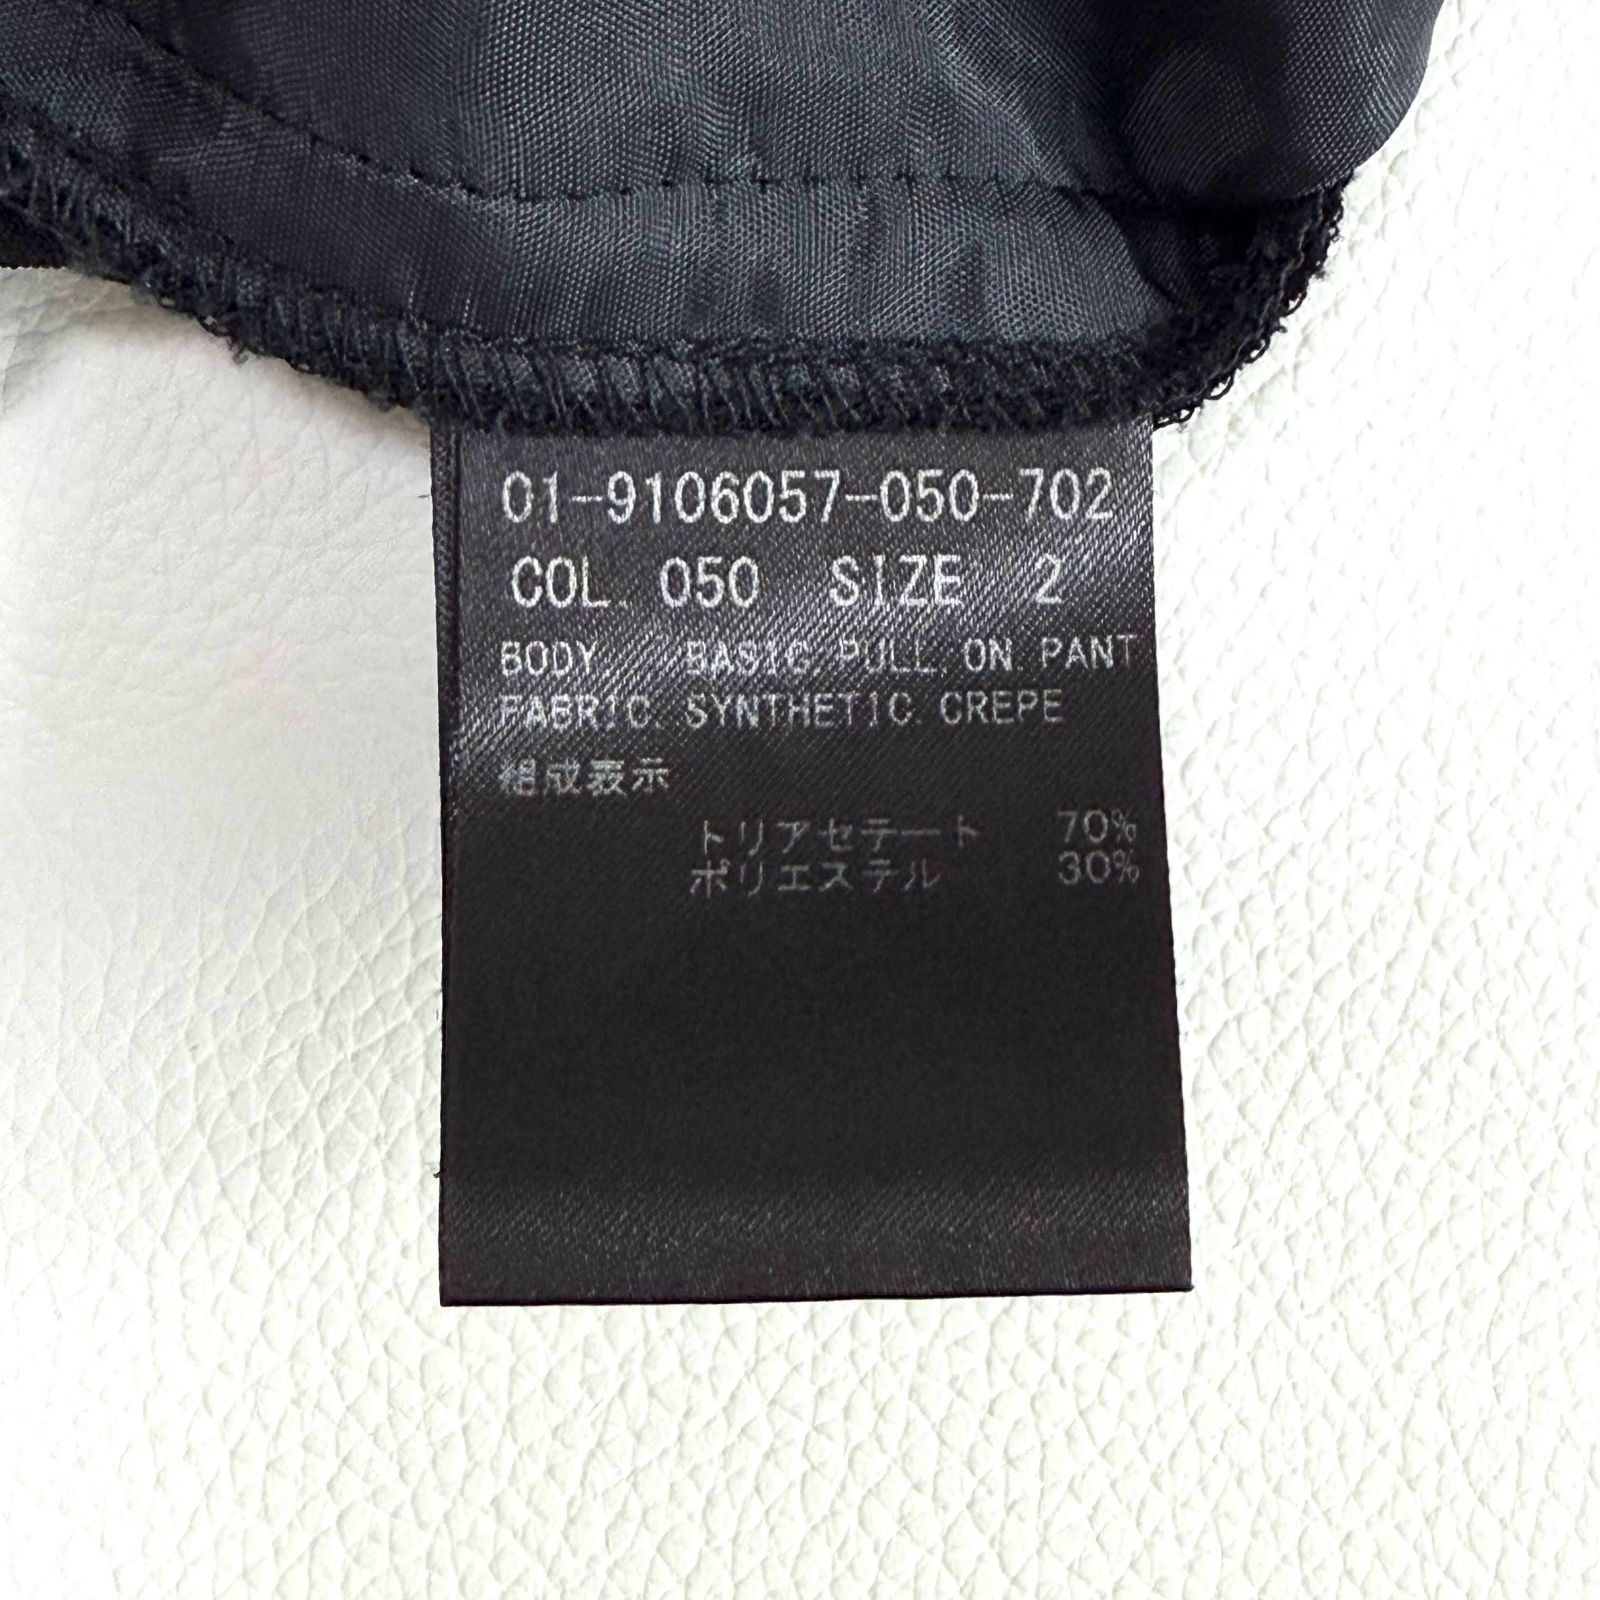 01-9106057-050-702
COL. 050 SIZE 2
BODY. BASIC.PULL.ON.PANT
FABRIC.SYNTHETIC.CREPE
組成表示
トリアセテート 70%
ポリエステル 30%